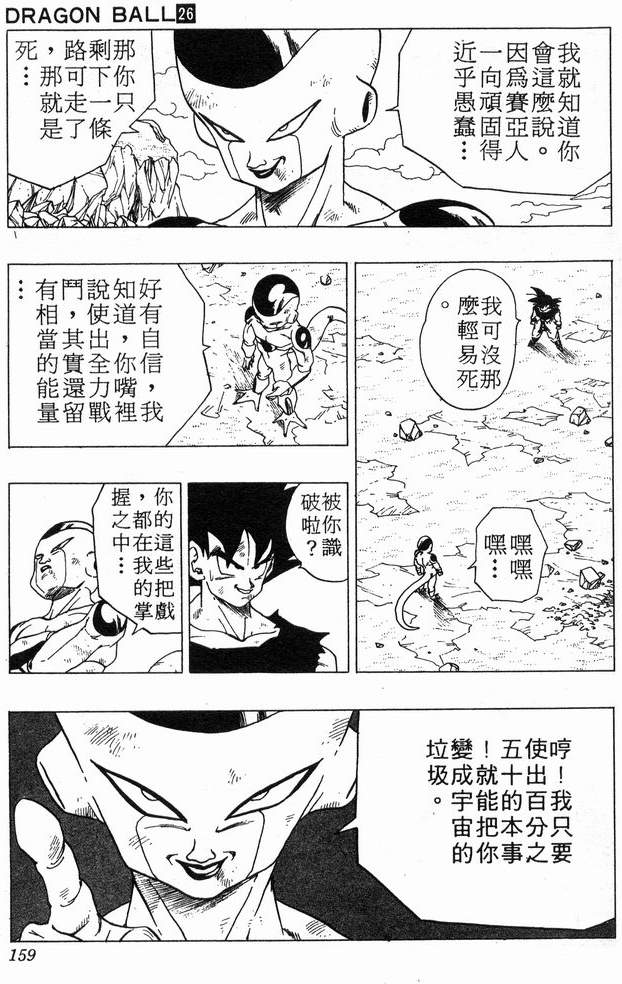 DRAGON BALL 26
我就知道你
會這麼說。
因為賽亞人
一向頑固得
近乎愚蠢…
那你只
剩下一條
路可走了
，那就是
死…
我可沒那
麼輕易死
。
嘿嘿
嘿…
好有自信，
我知道，你嘴裡
說使出全力戰
鬥，其實還留
有相當的能量
…
被你識
破啦？
你的這些把戲
，都在我的掌
握之中…
哼！我只要
使出百分之
五十的本事
！就能把你
變成宇宙的
垃圾。
159